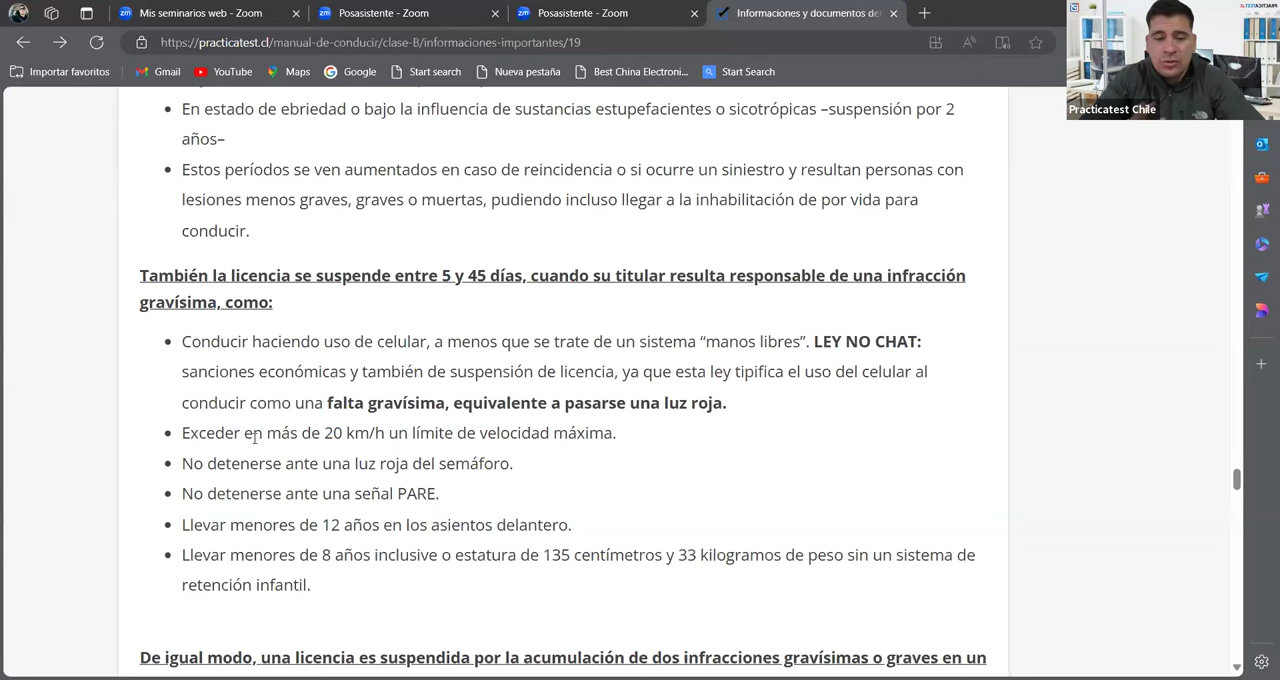 Mis seminarios web - Zoom
Posasistente - Zoom
Posasistente - Zoom
Informaciones y documentos de
https://practicatest.cl/manual-de-conducir/clase-B/informaciones-importantes/19
Importar favoritos
Gmail
YouTube
Maps
Google
Start search
Nueva pestaña
Best China Electroni...
Start Search
Practicatest Chile
• En estado de ebriedad o bajo la influencia de sustancias estupefacientes o sicotrópicas –suspensión por 2
años–
• Estos períodos se ven aumentados en caso de reincidencia o si ocurre un siniestro y resultan personas con
lesiones menos graves, graves o muertas, pudiendo incluso llegar a la inhabilitación de por vida para
conducir.
También la licencia se suspende entre 5 y 45 días, cuando su titular resulta responsable de una infracción
gravísima, como:
• Conducir haciendo uso de celular, a menos que se trate de un sistema “manos libres”. LEY NO CHAT:
sanciones económicas y también de suspensión de licencia, ya que esta ley tipifica el uso del celular al
conducir como una falta gravísima, equivalente a pasarse una luz roja.
• Exceder en más de 20 km/h un límite de velocidad máxima.
• No detenerse ante una luz roja del semáforo.
• No detenerse ante una señal PARE.
• Llevar menores de 12 años en los asientos delantero.
• Llevar menores de 8 años inclusive o estatura de 135 centímetros y 33 kilogramos de peso sin un sistema de
retención infantil.
De igual modo, una licencia es suspendida por la acumulación de dos infracciones gravísimas o graves en un